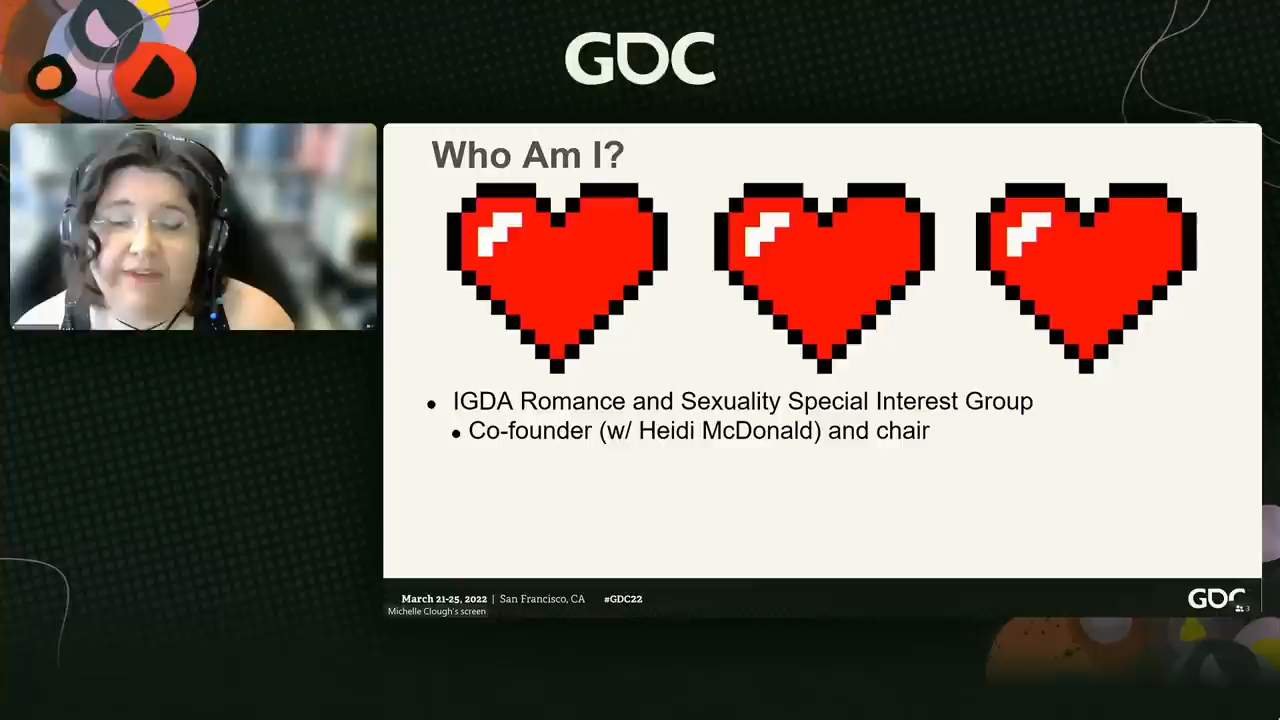 GDC
Who Am I?
• IGDA Romance and Sexuality Special Interest Group
• Co-founder (w/ Heidi McDonald) and chair
March 21-25, 2022 | San Francisco, CA #GDC22
GDC
Michelle Clough's screen
3